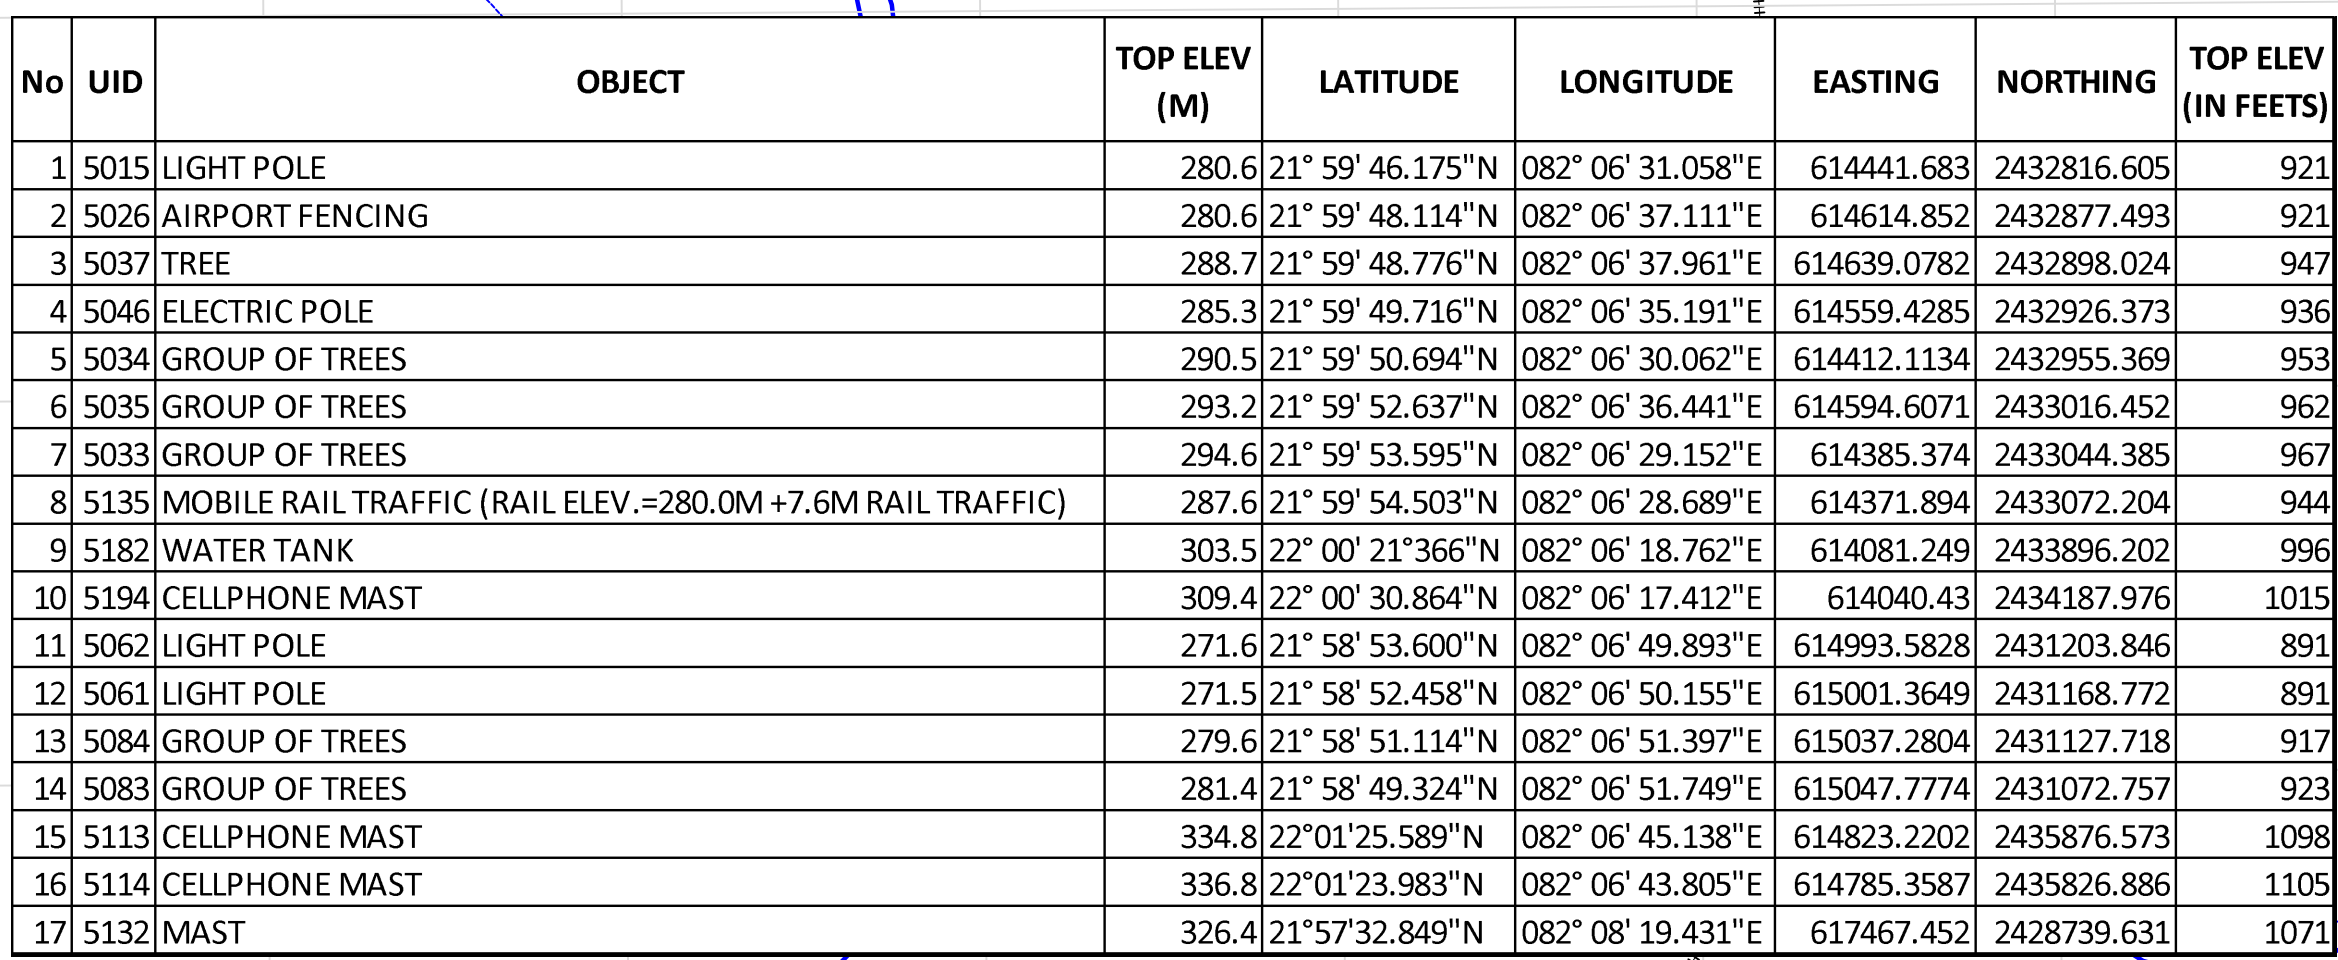 No UID OBJECT TOP ELEV (M) LATITUDE LONGITUDE EASTING NORTHING TOP ELEV (IN FEETS)
1 5015 LIGHT POLE 280.6 21° 59' 46.175"N 082° 06' 31.058"E 614441.683 2432816.605 921
2 5026 AIRPORT FENCING 280.6 21° 59' 48.114"N 082° 06' 37.111"E 614614.852 2432877.493 921
3 5037 TREE 288.7 21° 59' 48.776"N 082° 06' 37.961"E 614639.0782 2432898.024 947
4 5046 ELECTRIC POLE 285.3 21° 59' 49.716"N 082° 06' 35.191"E 614559.4285 2432926.373 936
5 5034 GROUP OF TREES 290.5 21° 59' 50.694"N 082° 06' 30.062"E 614412.1134 2432955.369 953
6 5035 GROUP OF TREES 293.2 21° 59' 52.637"N 082° 06' 36.441"E 614594.6071 2433016.452 962
7 5033 GROUP OF TREES 294.6 21° 59' 53.595"N 082° 06' 29.152"E 614385.374 2433044.385 967
8 5135 MOBILE RAIL TRAFFIC (RAIL ELEV.=280.0M +7.6M RAIL TRAFFIC) 287.6 21° 59' 54.503"N 082° 06' 28.689"E 614371.894 2433072.204 944
9 5182 WATER TANK 303.5 22° 00' 21°366"N 082° 06' 18.762"E 614081.249 2433896.202 996
10 5194 CELLPHONE MAST 309.4 22° 00' 30.864"N 082° 06' 17.412"E 614040.43 2434187.976 1015
11 5062 LIGHT POLE 271.6 21° 58' 53.600"N 082° 06' 49.893"E 614993.5828 2431203.846 891
12 5061 LIGHT POLE 271.5 21° 58' 52.458"N 082° 06' 50.155"E 615001.3649 2431168.772 891
13 5084 GROUP OF TREES 279.6 21° 58' 51.114"N 082° 06' 51.397"E 615037.2804 2431127.718 917
14 5083 GROUP OF TREES 281.4 21° 58' 49.324"N 082° 06' 51.749"E 615047.7774 2431072.757 923
15 5113 CELLPHONE MAST 334.8 22°01'25.589"N 082° 06' 45.138"E 614823.2202 2435876.573 1098
16 5114 CELLPHONE MAST 336.8 22°01'23.983"N 082° 06' 43.805"E 614785.3587 2435826.886 1105
17 5132 MAST 326.4 21°57'32.849"N 082° 08' 19.431"E 617467.452 2428739.631 1071